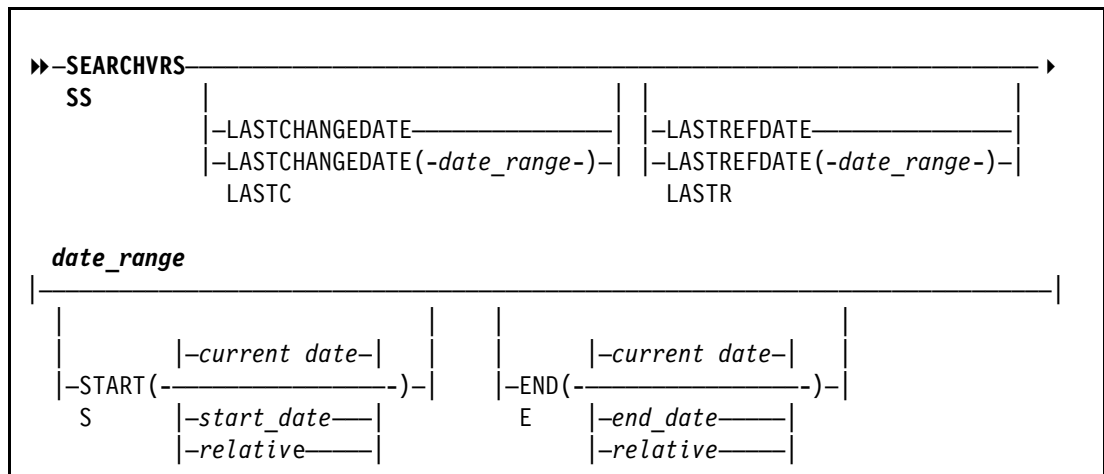 SEARCHVRS
SS
LASTCHANGEDATE LASTREFDATE
LASTCHANGEDATE(-date_range-) LASTREFDATE(-date_range-)
LASTC LASTR
date_range
current date current date
START(- -) END(- -)
S start_date E end_date
relative relative